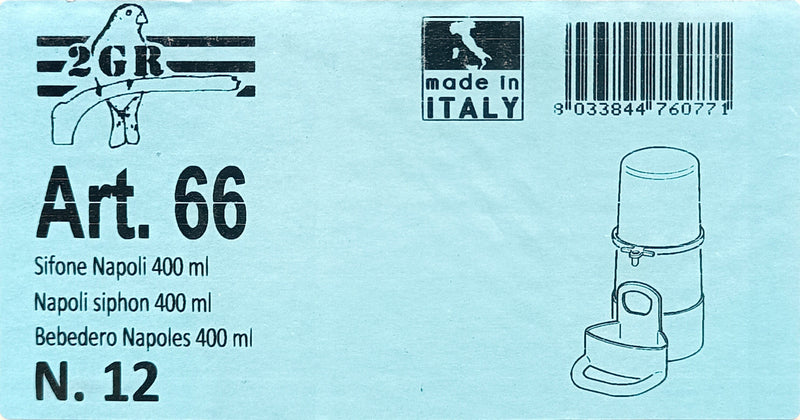 2GR
made in
ITALY
8 033844 760771
Art. 66
Sifone Napoli 400 ml
Napoli siphon 400 ml
Bebedero Napoles 400 ml
N. 12